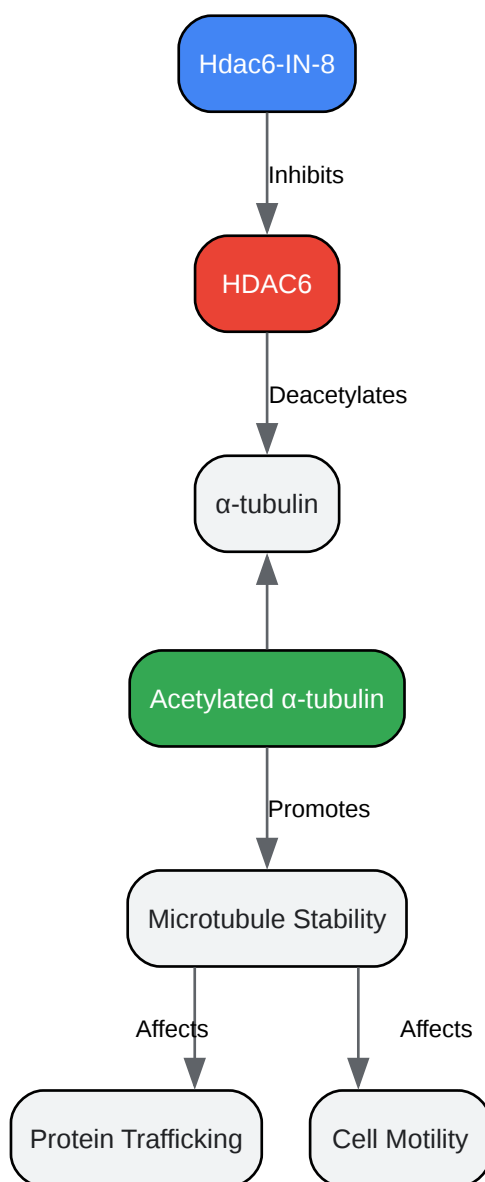 Hdac6-IN-8
Inhibits
HDAC6
Deacetylates
α-tubulin
Acetylated α-tubulin
Promotes
Microtubule Stability
Affects
Affects
Protein Trafficking
Cell Motility